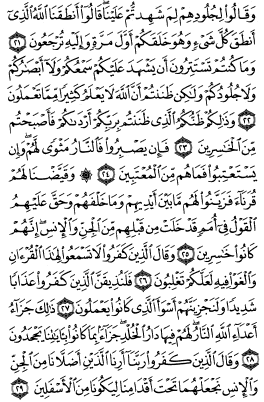 وَقَالُوا۟ لِجُلُودِهِمْ لِمَ شَهِدتُّمْ عَلَيْنَا قَالُوٓا۟ أَنطَقَنَا ٱللَّهُ ٱلَّذِىٓ
أَنطَقَ كُلَّ شَىْءٍ وَهُوَ خَلَقَكُمْ أَوَّلَ مَرَّةٍ وَإِلَيْهِ تُرْجَعُونَ ٢١
وَمَا كُنتُمْ تَسْتَتِرُونَ أَن يَشْهَدَ عَلَيْكُمْ سَمْعُكُمْ وَلَآ أَبْصَٰرُكُمْ
وَلَا جُلُودُكُمْ وَلَٰكِن ظَنَنتُمْ أَنَّ ٱللَّهَ لَا يَعْلَمُ كَثِيرًا مِّمَّا تَعْمَلُونَ
٢٢ وَذَٰلِكُمْ ظَنُّكُمُ ٱلَّذِى ظَنَنتُم بِرَبِّكُمْ أَرْدَىٰكُمْ فَأَصْبَحْتُم
مِّنَ ٱلْخَٰسِرِينَ ٢٣ فَإِن يَصْبِرُوا۟ فَٱلنَّارُ مَثْوًى لَّهُمْ وَإِن
يَسْتَعْتِبُوا۟ فَمَا هُم مِّنَ ٱلْمُعْتَبِينَ ٢٤ ۞ وَقَيَّضْنَا لَهُمْ
قُرَنَآءَ فَزَيَّنُوا۟ لَهُم مَّا بَيْنَ أَيْدِيهِمْ وَمَا خَلْفَهُمْ وَحَقَّ عَلَيْهِمُ
ٱلْقَوْلُ فِىٓ أُمَمٍ قَدْ خَلَتْ مِن قَبْلِهِم مِّنَ ٱلْجِنِّ وَٱلْإِنسِ إِنَّهُمْ
كَانُوا۟ خَٰسِرِينَ ٢٥ وَقَالَ ٱلَّذِينَ كَفَرُوا۟ لَا تَسْمَعُوا۟ لِهَٰذَا ٱلْقُرْءَانِ
وَٱلْغَوْا۟ فِيهِ لَعَلَّكُمْ تَغْلِبُونَ ٢٦ فَلَنُذِيقَنَّ ٱلَّذِينَ كَفَرُوا۟ عَذَابًا
شَدِيدًا وَلَنَجْزِيَنَّهُمْ أَسْوَأَ ٱلَّذِى كَانُوا۟ يَعْمَلُونَ ٢٧ ذَٰلِكَ جَزَآءُ
أَعْدَآءِ ٱللَّهِ ٱلنَّارُ لَهُمْ فِيهَا دَارُ ٱلْخُلْدِ جَزَآءًۢ بِمَا كَانُوا۟ بِـَٔايَٰتِنَا يَجْحَدُونَ
٢٨ وَقَالَ ٱلَّذِينَ كَفَرُوا۟ رَبَّنَآ أَرِنَا ٱلَّذَيْنِ أَضَلَّانَا مِنَ ٱلْجِنِّ
وَٱلْإِنسِ نَجْعَلْهُمَا تَحْتَ أَقْدَامِنَا لِيَكُونَا مِنَ ٱلْأَسْفَلِينَ ٢٩